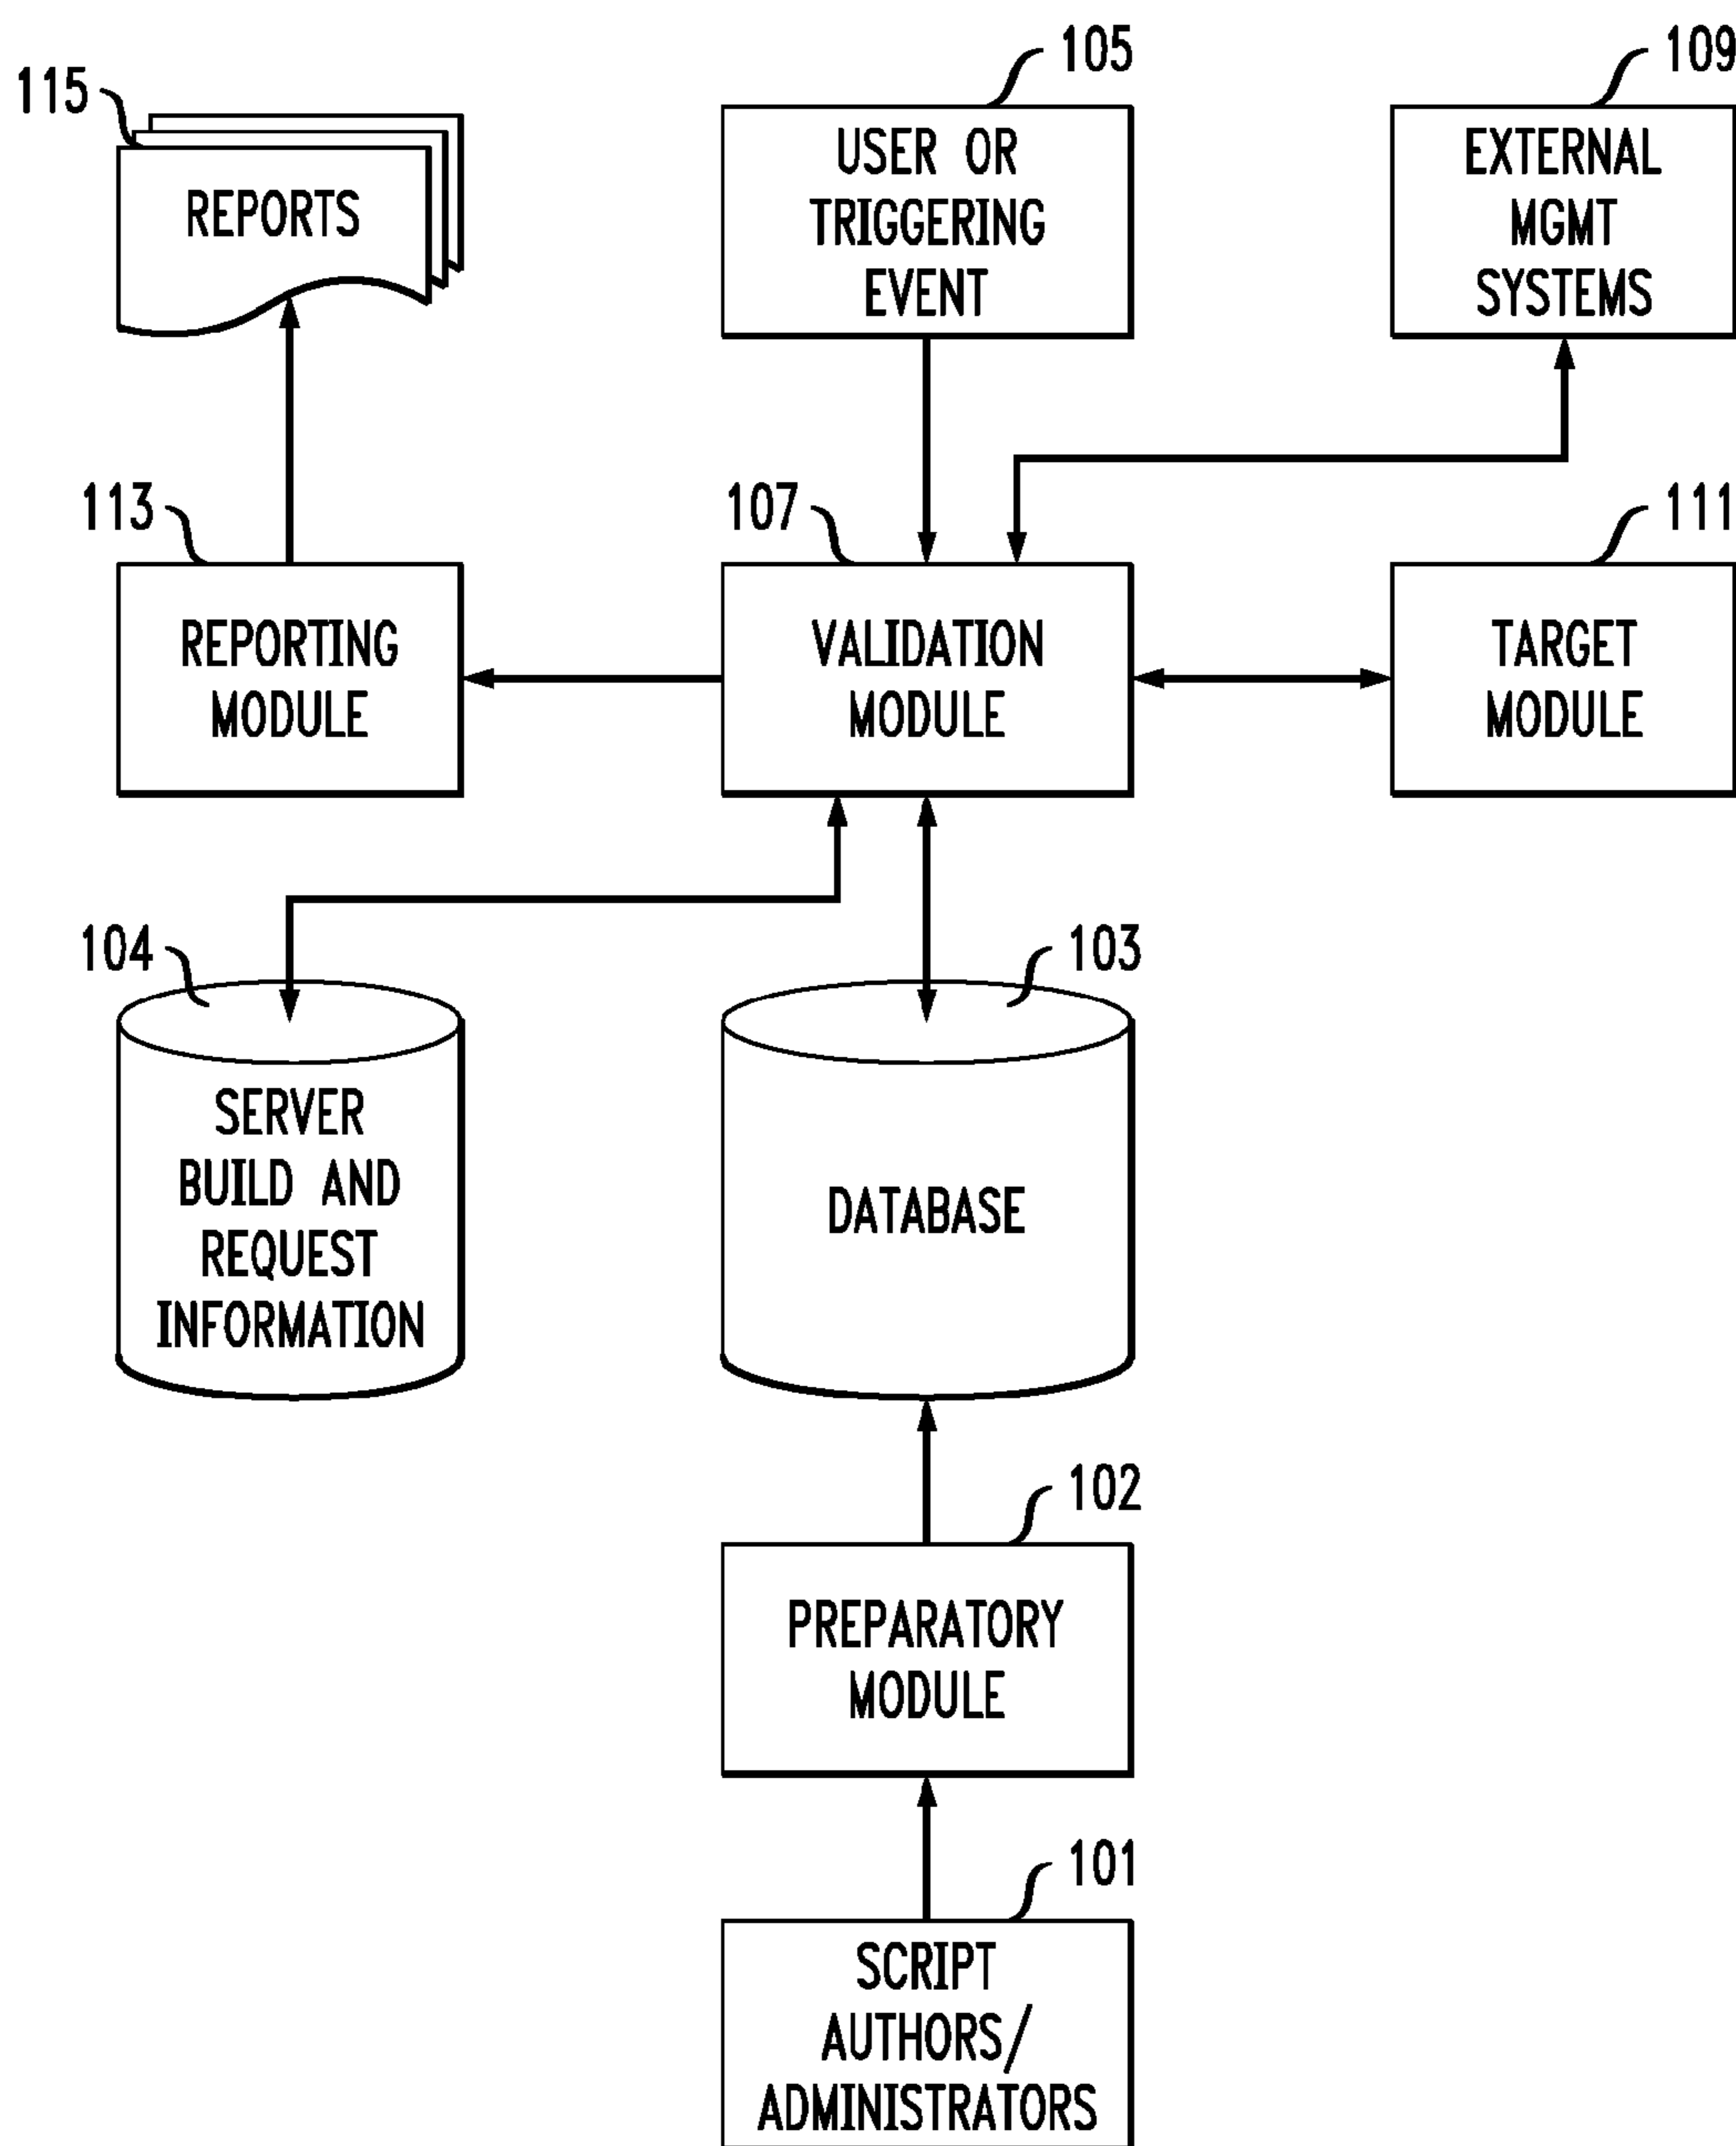 115
REPORTS
105
USER OR
TRIGGERING
EVENT
109
EXTERNAL
MGMT
SYSTEMS
113
REPORTING
MODULE
107
VALIDATION
MODULE
111
TARGET
MODULE
104
SERVER
BUILD AND
REQUEST
INFORMATION
103
DATABASE
102
PREPARATORY
MODULE
101
SCRIPT
AUTHORS/
ADMINISTRATORS